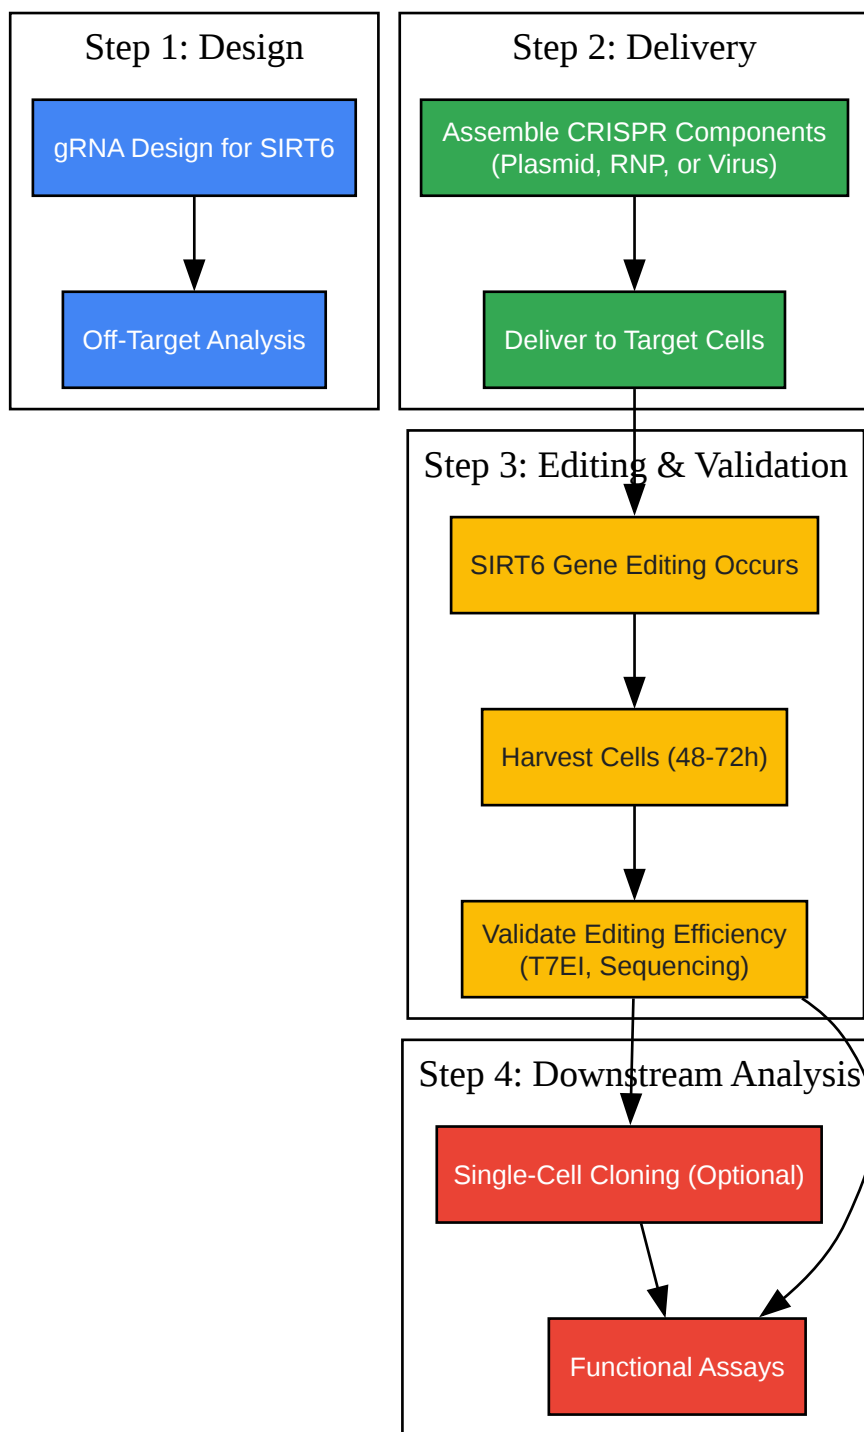 Step 1: Design
gRNA Design for SIRT6
Off-Target Analysis
Step 2: Delivery
Assemble CRISPR Components
(Plasmid, RNP, or Virus)
Deliver to Target Cells
Step 3: Editing & Validation
SIRT6 Gene Editing Occurs
Harvest Cells (48-72h)
Validate Editing Efficiency
(T7EI, Sequencing)
Step 4: Downstream Analysis
Single-Cell Cloning (Optional)
Functional Assays